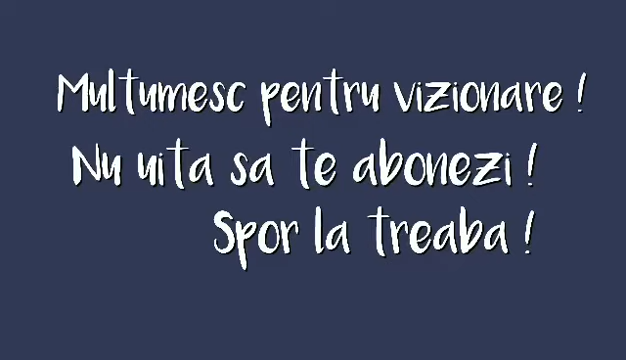 Multumesc pentru vizionare !
Nu uita sa te abonezi !
Spor la treaba !